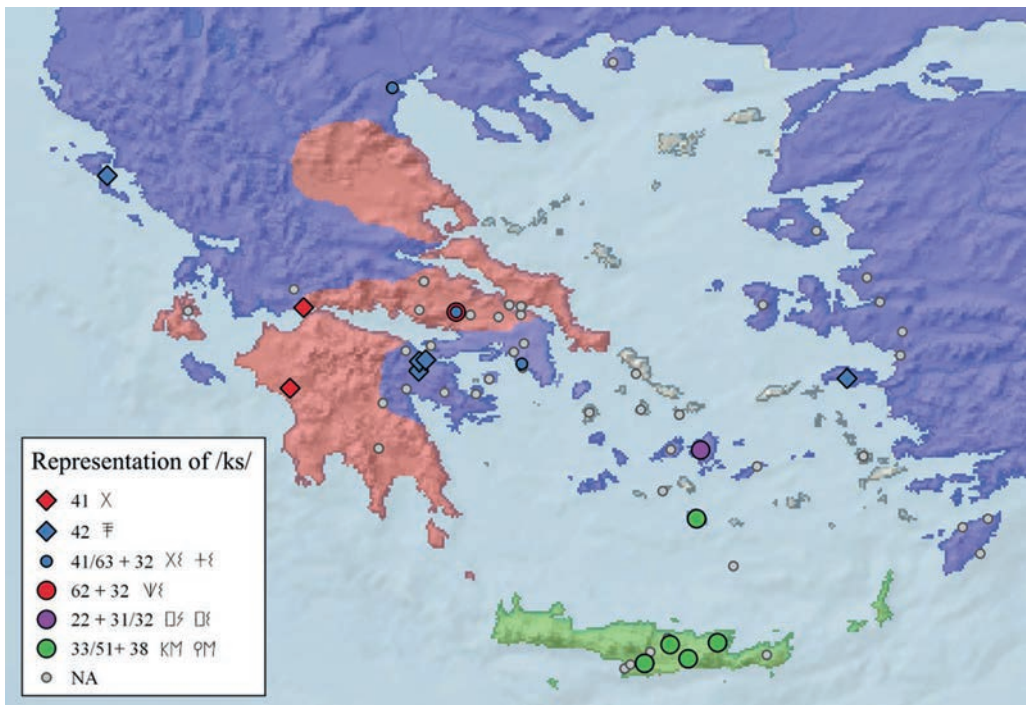 Representation of /ks/
41 Χ
42
41/63 + 32
62 + 32
22 + 31/32
33/51+ 38
NA